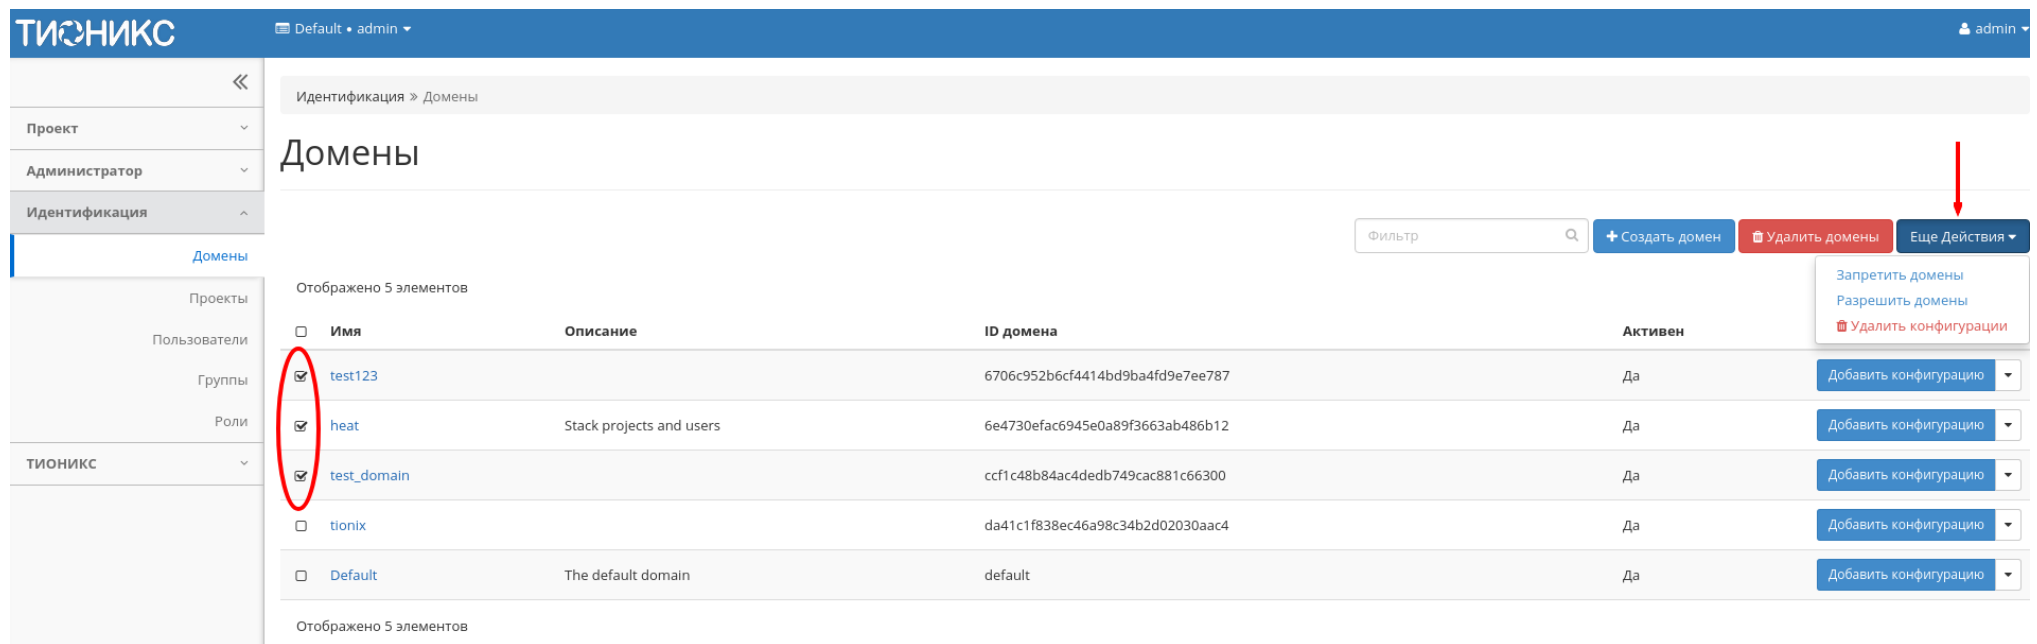 ТИОНИКС
Default • admin
admin
Идентификация » Домены
Проект
Администратор
Идентификация
Домены
Проекты
Пользователи
Группы
Роли
ТИОНИКС
Домены
Фильтр
Создать домен
Удалить домены
Еще Действия
Запретить домены
Разрешить домены
Удалить конфигурации
Отображено 5 элементов
Имя Описание ID домена Активен
test123 6706c952b6cf4414bd9ba4fd9e7ee787 Да Добавить конфигурацию
heat Stack projects and users 6e4730efac6945e0a89f3663ab486b12 Да Добавить конфигурацию
test_domain ccf1c48b84ac4dedb749cac881c66300 Да Добавить конфигурацию
tionix da41c1f838ec46a98c34b2d02030aac4 Да Добавить конфигурацию
Default The default domain default Да Добавить конфигурацию
Отображено 5 элементов